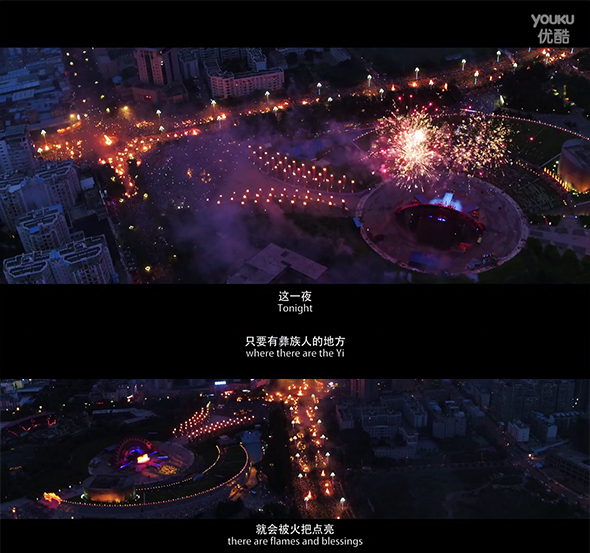 YOUKU
优酷
这一夜
Tonight
只要有彝族人的地方
where there are the Yi
就会被火把点亮
there are flames and blessings